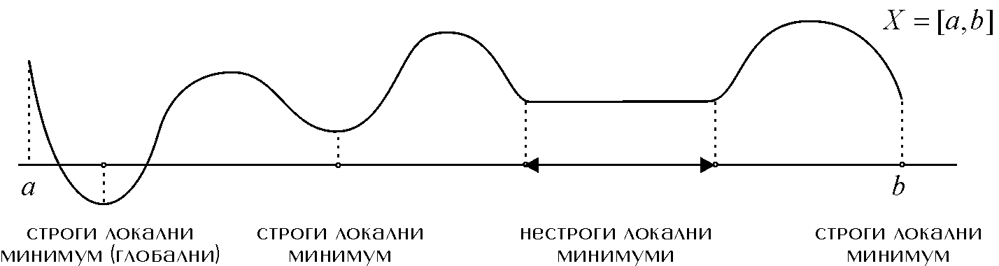 X = [a,b]
a
b
строги локални
минимум (глобални)
строги локални
минимум
нестроги локални
минимуми
строги локални
минимум